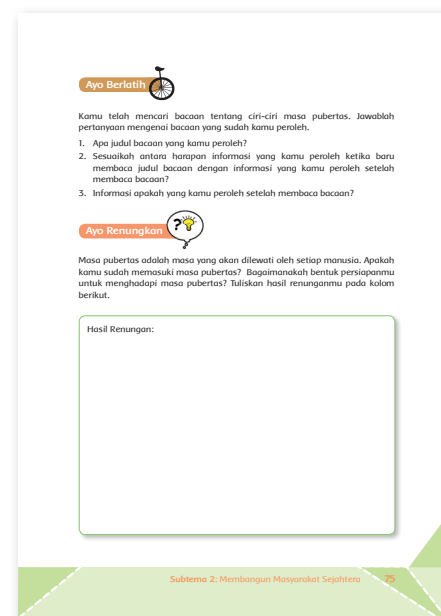 Ayo Berlatih
Kamu telah mencari bacaan tentang ciri-ciri masa pubertas. Jawablah
pertanyaan mengenai bacaan yang sudah kamu peroleh.
1. Apa judul bacaan yang kamu peroleh?
2. Sesuaikah antara harapan informasi yang kamu peroleh ketika baru
membaca judul bacaan dengan informasi yang kamu peroleh setelah
membaca bacaan?
3. Informasi apakah yang kamu peroleh setelah membaca bacaan?
?
Ayo Renungkan
Masa pubertas adalah masa yang akan dilewati oleh setiap manusia. Apakah
kamu sudah memasuki masa pubertas? Bagaimanakah bentuk persiapanmu
untuk menghadapi masa pubertas? Tuliskan hasil renunganmu pada kolom
berikut.
Hasil Renungan:
Subtema 2: Membangun Masyarakat Sejahtera 75